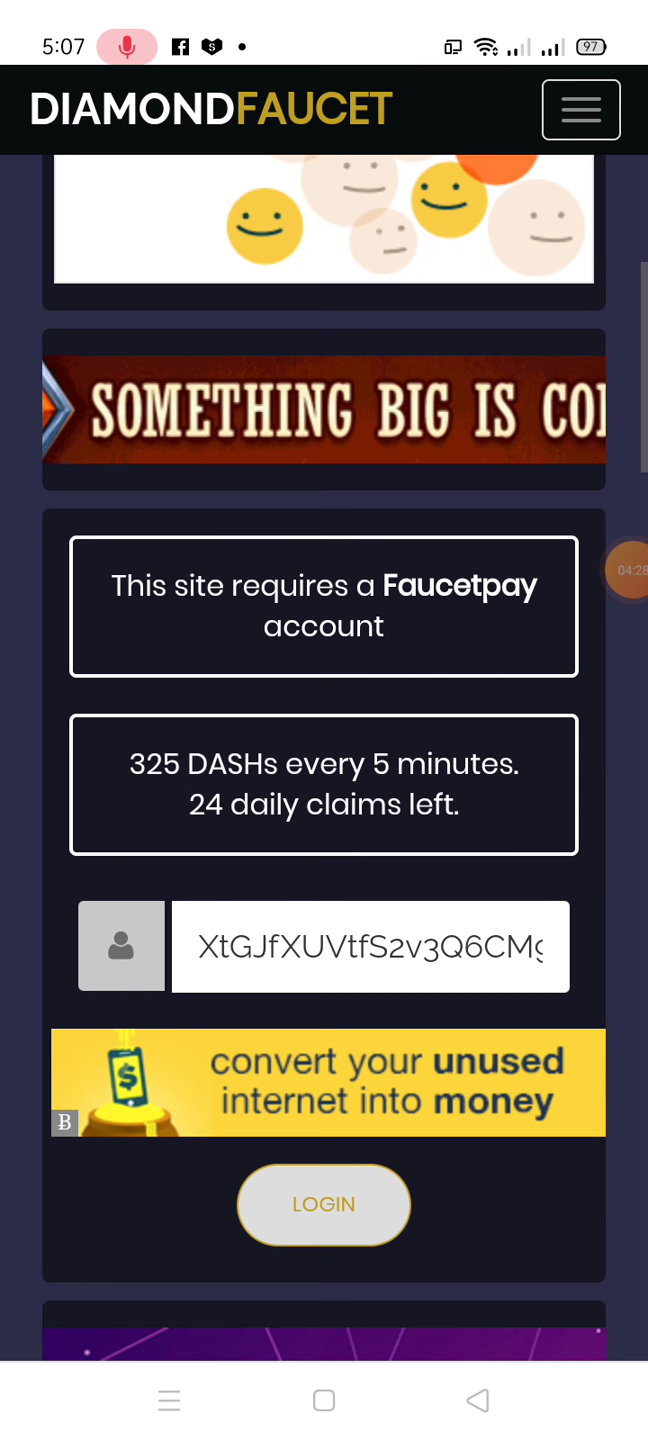 5:07
97
DIAMONDFAUCET
SOMETHING BIG IS
This site requires a Faucetpay
account
04:28
325 DASHs every 5 minutes.
24 daily claims left.
XtGJfXUVtfS2v3Q6CM
convert your unused
internet into money
LOGIN